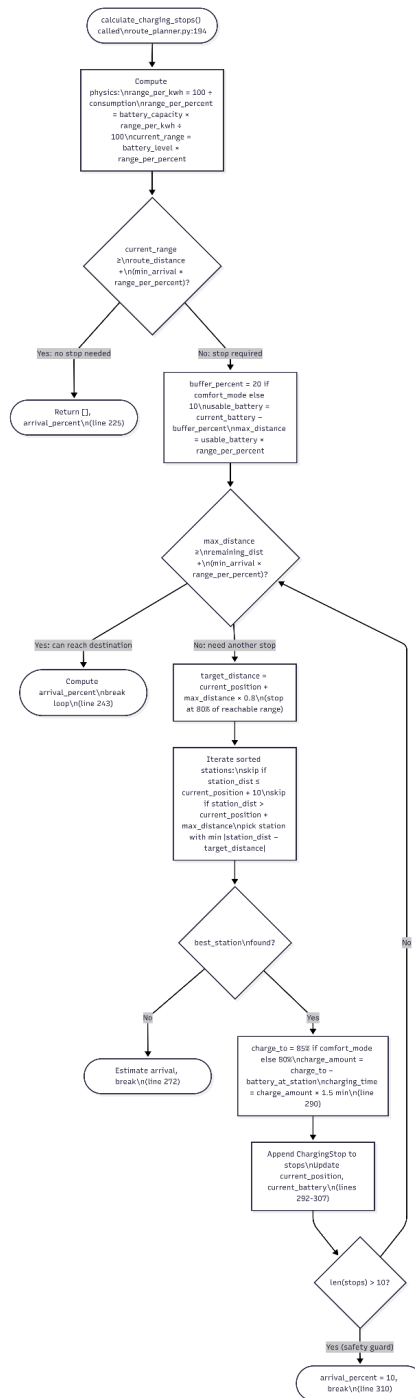 calculate_charging_stops()
called\nroute_planner.py:194
Compute
physics:\nrange_per_kwh = 100 ÷
consumption\nrange_per_percent
= battery_capacity ×
range_per_kwh ÷
100\ncurrent_range =
battery_level ×
range_per_percent
current_range
≥\nroute_distance
+\n(min_arrival ×
range_per_percent)?
Yes: no stop needed
No: stop required
Return [],
arrival_percent\n(line 225)
buffer_percent = 20 if
comfort_mode else
10\nusable_battery =
current_battery −
buffer_percent\nmax_distance
= usable_battery ×
range_per_percent
max_distance
≥\nremaining_dist
+\n(min_arrival ×
range_per_percent)?
Yes: can reach destination
No: need another stop
Compute
arrival_percent\nbreak
loop\n(line 243)
target_distance =
current_position +
max_distance × 0.8\n(stop
at 80% of reachable range)
Iterate sorted
stations:\nskip if
station_dist ≤
current_position + 10\nskip
if station_dist >
current_position +
max_distance\npick station
with min |station_dist −
target_distance|
best_station\nfound?
No
No
Yes
Estimate arrival,
break\n(line 272)
charge_to = 85% if comfort_mode
else 80%\ncharge_amount =
charge_to −
battery_at_station\ncharging_time
= charge_amount × 1.5 min\n(line
290)
Append ChargingStop to
stops\nUpdate
current_position,
current_battery\n(lines
292-307)
len(stops) > 10?
Yes (safety guard)
arrival_percent = 10,
break\n(line 310)